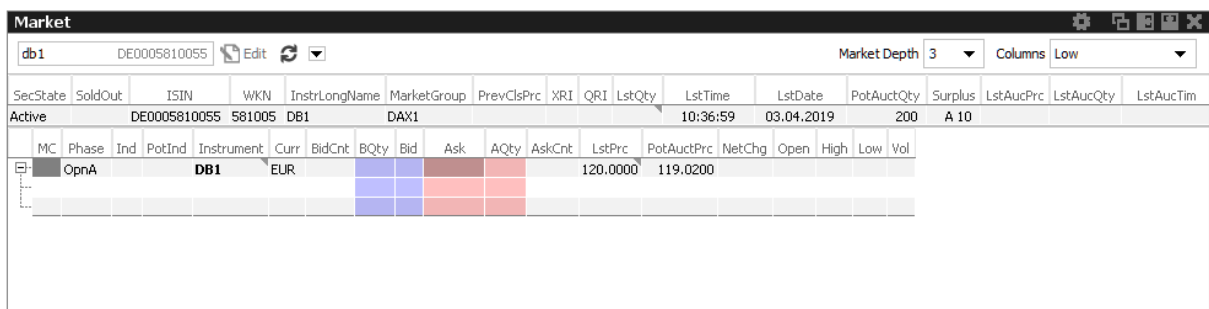 Market
db1 DE0005810055 Edit Market Depth 3 Columns Low
SecState SoldOut ISIN WKN InstrLongName MarketGroup PrevClsPrc XRI QRI LstQty LstTime LstDate PotAuctQty Surplus LstAucPrc LstAucQty LstAucTim
Active DE0005810055 581005 DB1 DAX1 10:36:59 03.04.2019 200 A 10
MC Phase Ind PotInd Instrument Curr BidCnt BQty Bid Ask AQty AskCnt LstPrc PotAuctPrc NetChg Open High Low Vol
OpnA DB1 EUR 120.0000 119.0200